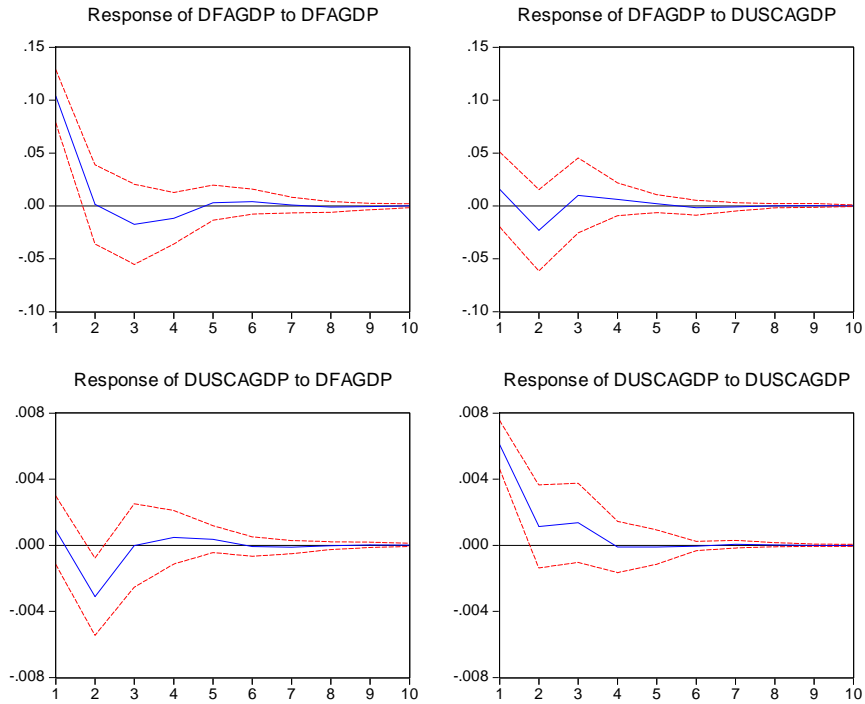 Response of DFAGDP to DFAGDP
.15
.10
.05
.00
-.05
-.10
1 2 3 4 5 6 7 8 9 10
Response of DFAGDP to DUSCAGDP
.15
.10
.05
.00
-.05
-.10
1 2 3 4 5 6 7 8 9 10
Response of DUSCAGDP to DFAGDP
.008
.004
.000
-.004
-.008
1 2 3 4 5 6 7 8 9 10
Response of DUSCAGDP to DUSCAGDP
.008
.004
.000
-.004
-.008
1 2 3 4 5 6 7 8 9 10